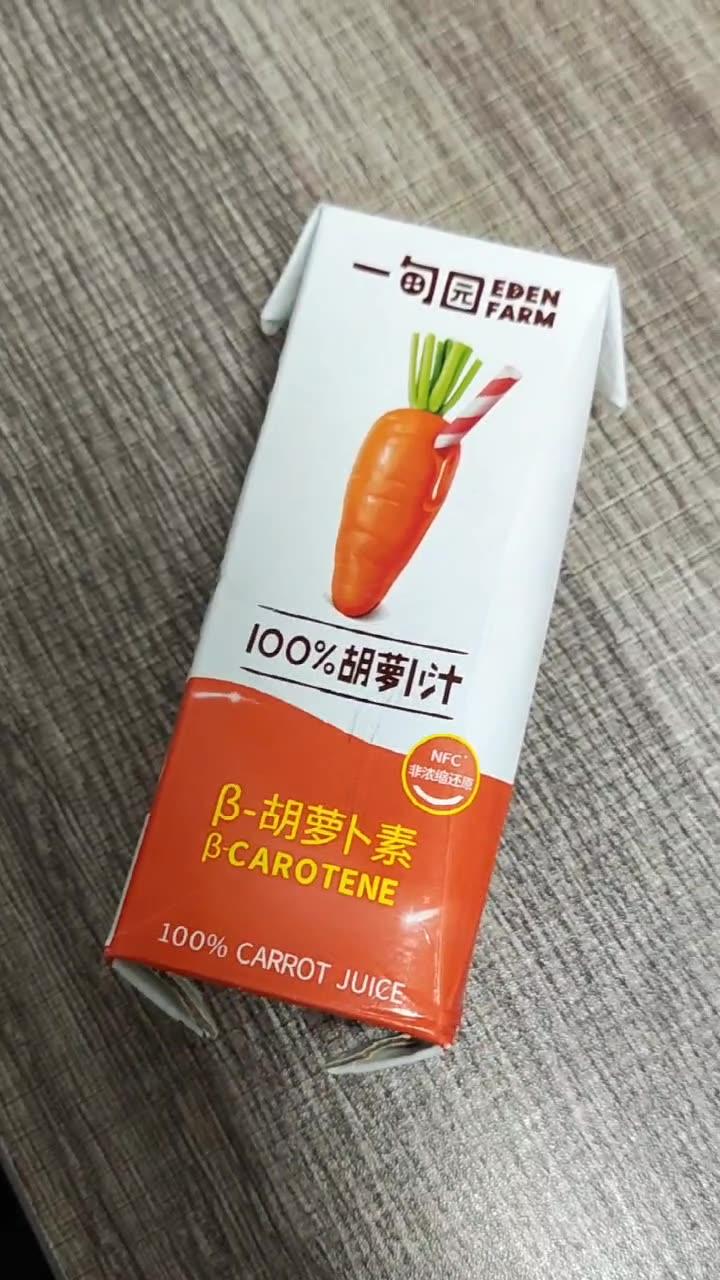 一甸园 EDEN
FARM
100%胡萝卜汁
NFC*
非浓缩还原
β-胡萝卜素
β-CAROTENE
100% CARROT JUICE